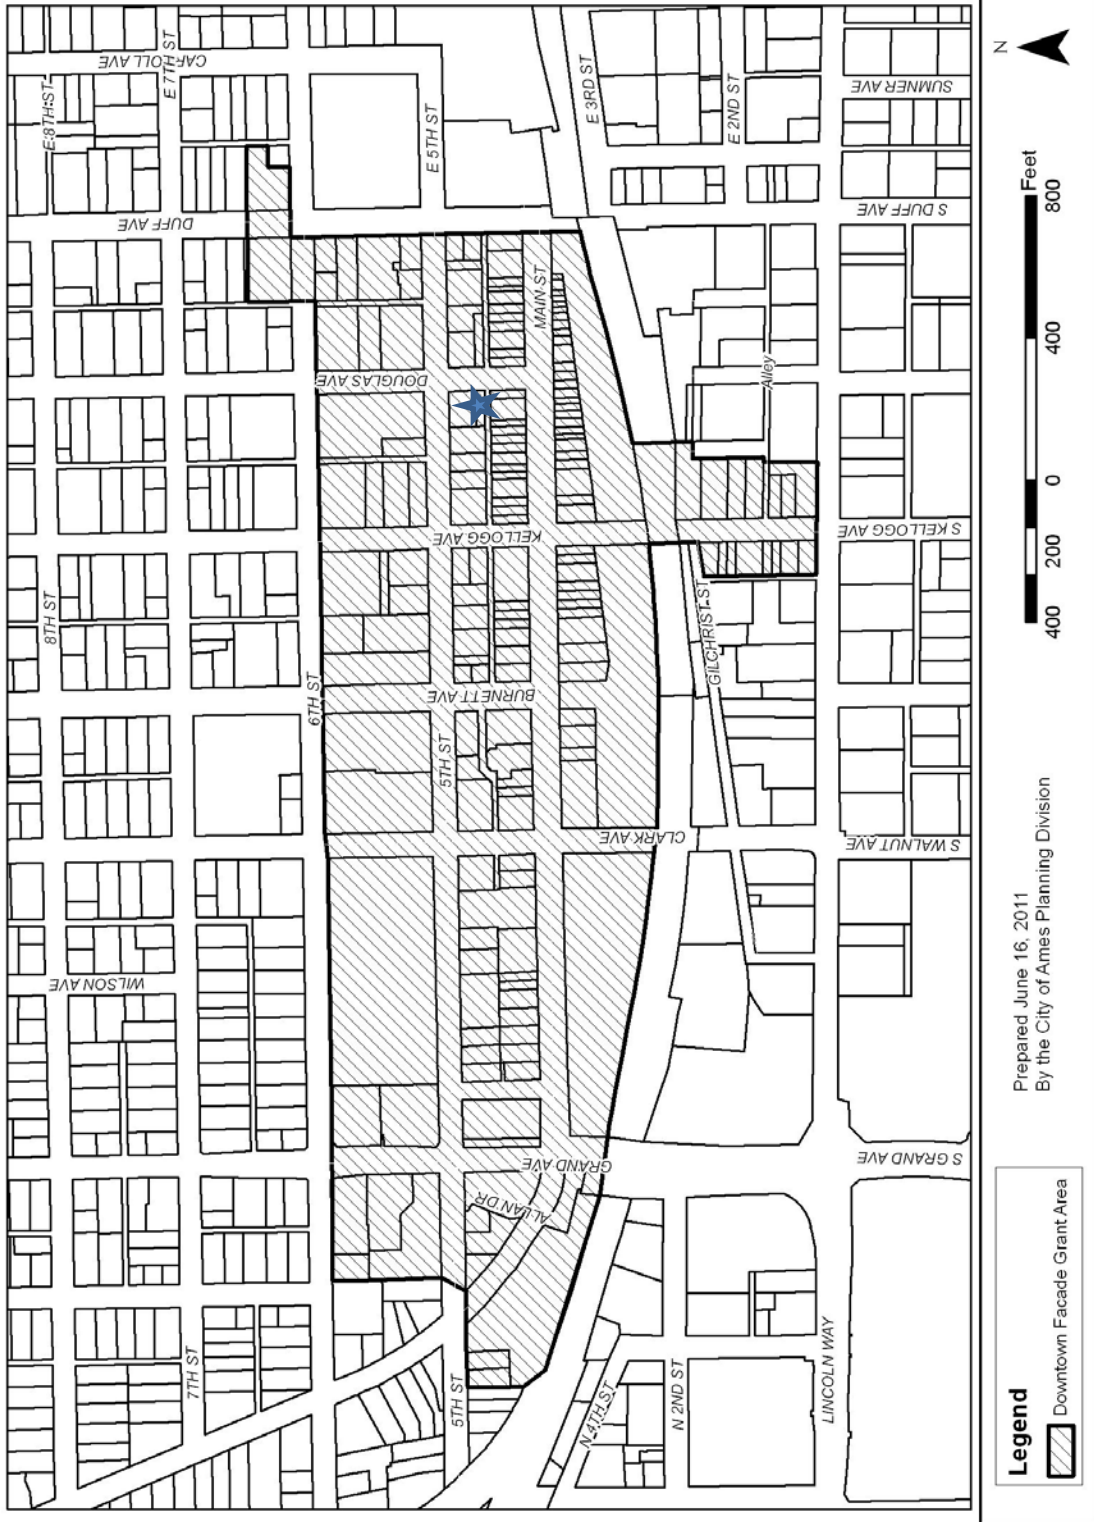 CARROLL AVE
E 7TH ST
E 8TH ST
DUFF AVE
E 5TH ST
E 3RD ST
E 2ND ST
SUMNER AVE
S DUFF AVE
MAIN ST
DOUGLAS AVE
Alley
KELLOGG AVE
S KELLOGG AVE
8TH ST
6TH ST
BURNETT AVE
5TH ST
GILCHRIST ST
CLARK AVE
S WALNUT AVE
WILSON AVE
GRAND AVE
S GRAND AVE
ALLAN DR
7TH ST
5TH ST
N 4TH ST
N 2ND ST
LINCOLN WAY
N
Feet
400 200 0 400 800
Prepared June 16, 2011
By the City of Ames Planning Division
Legend
Downtown Facade Grant Area